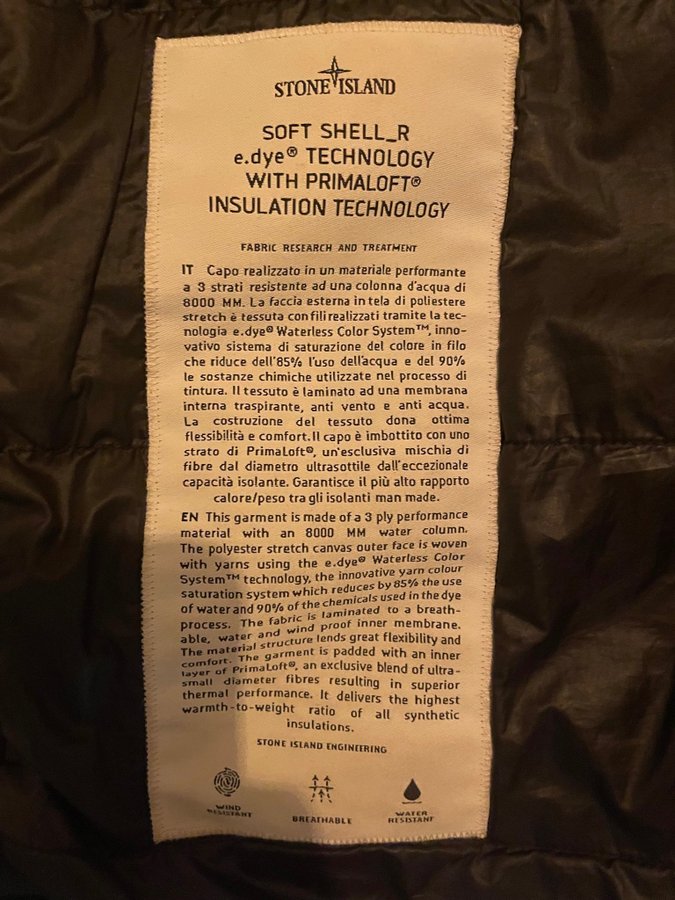 STONE ISLAND
SOFT SHELL_R
e.dye® TECHNOLOGY
WITH PRIMALOFT®
INSULATION TECHNOLOGY
FABRIC RESEARCH AND TREATMENT
IT Capo realizzato in un materiale performante
a 3 strati resistente ad una colonna d'acqua di
8000 MM. La faccia esterna in tela di poliestere
stretch è tessuta con fili realizzati tramite la tec-
nologia e.dye® Waterless Color System™, inno-
vativo sistema di saturazione del colore in filo
che riduce dell'85% l'uso dell'acqua e del 90%
le sostanze chimiche utilizzate nel processo di
tintura. Il tessuto è laminato ad una membrana
interna traspirante, anti vento e anti acqua.
La costruzione del tessuto dona ottima
flessibilità e comfort. Il capo è imbottito con uno
strato di PrimaLoft®, un'esclusiva mischia di
fibre dal diametro ultrasottile dall'eccezionale
capacità isolante. Garantisce il più alto rapporto
calore/peso tra gli isolanti man made.
EN This garment is made of a 3 ply performance
material with an 8000 MM water column.
The polyester stretch canvas outer face is woven
with yarns using the e.dye® Waterless Color
System™ technology, the innovative yarn colour
saturation system which reduces by 85% the use
of water and 90% of the chemicals used in the dye
process. The fabric is laminated to a breath-
able, water and wind proof inner membrane.
The material structure lends great flexibility and
comfort. The garment is padded with an inner
layer of PrimaLoft®, an exclusive blend of ultra-
small diameter fibres resulting in superior
thermal performance. It delivers the highest
warmth-to-weight ratio of all synthetic
insulations.
STONE ISLAND ENGINEERING
WIND
RESISTANT
BREATHABLE
WATER
RESISTANT